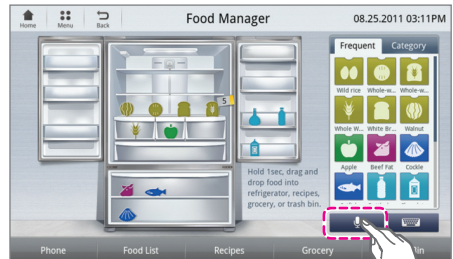 Home
Menu
Back
Food Manager
08.25.2011 03:11PM
Frequent
Category
Wild rice
Whole-w...
Whole-w...
5
Whole W...
White Br...
Walnut
Apple
Beef Fat
Cockle
Hold 1sec, drag and
drop food into
refrigerator, recipes,
grocery, or trash bin.
Phone
Food List
Recipes
Grocery
Bin